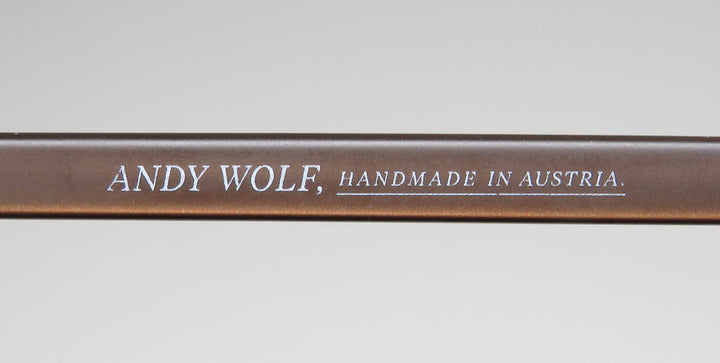 ANDY WOLF, HANDMADE IN AUSTRIA.